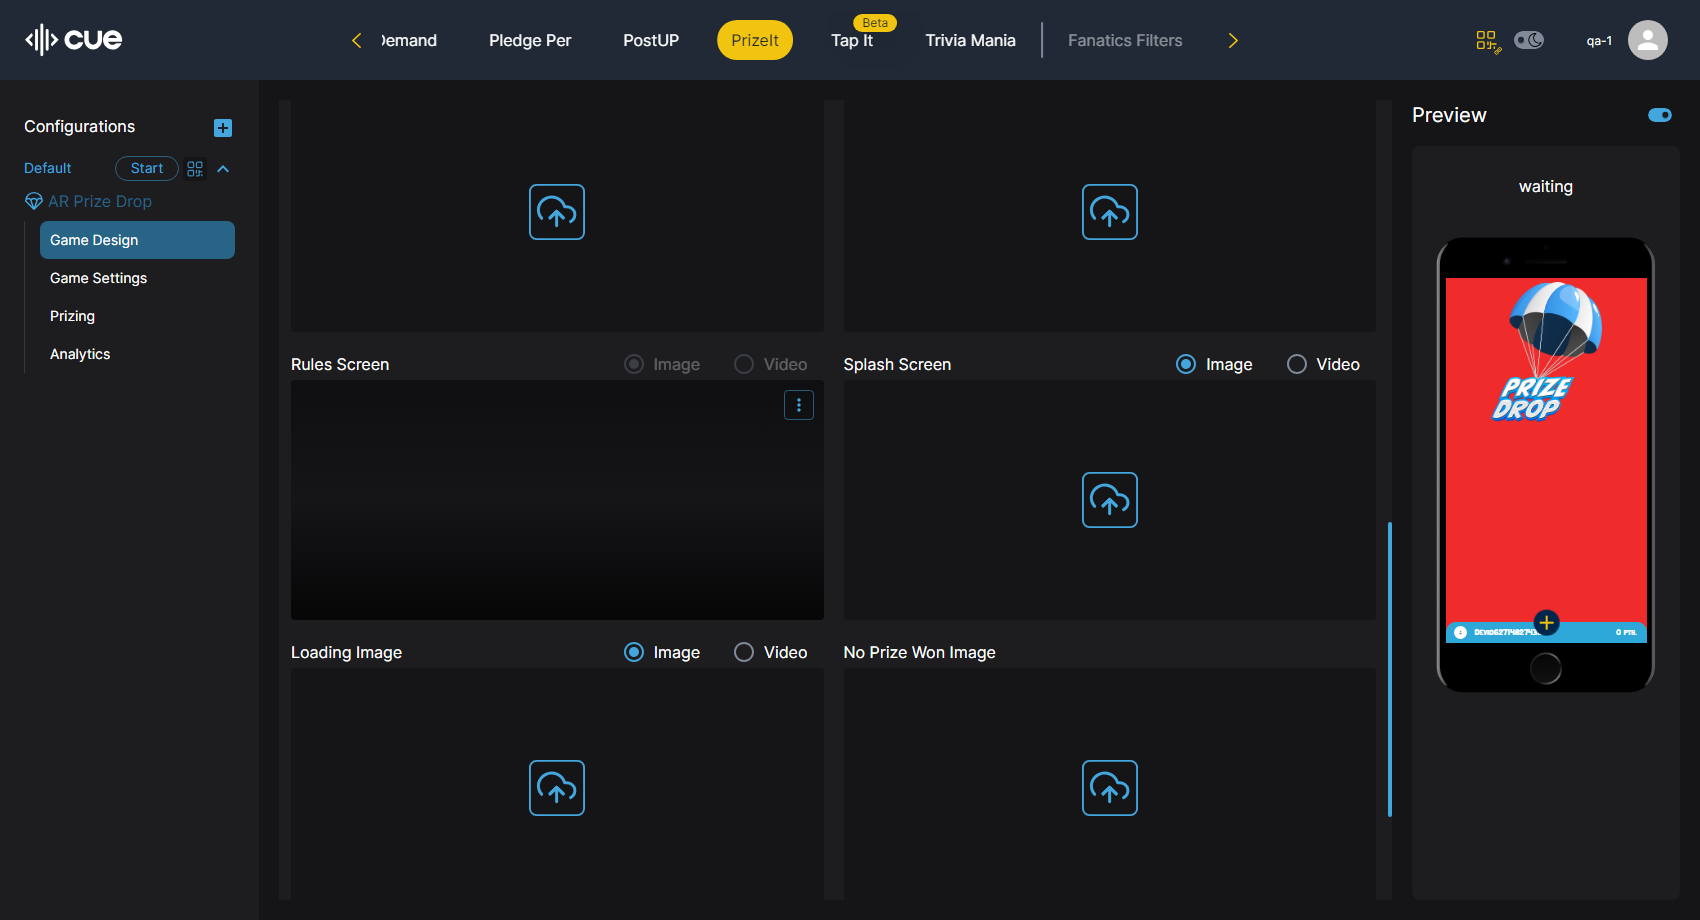 cue
Demand
Pledge Per
PostUP
PrizeIt
Beta
Tap It
Trivia Mania
Fanatics Filters
qa-1
Configurations
Default
Start
AR Prize Drop
Game Design
Game Settings
Prizing
Analytics
Rules Screen
Image
Video
Splash Screen
Image
Video
Loading Image
Image
Video
No Prize Won Image
Preview
waiting
PRIZE
DROP
0 PTS.